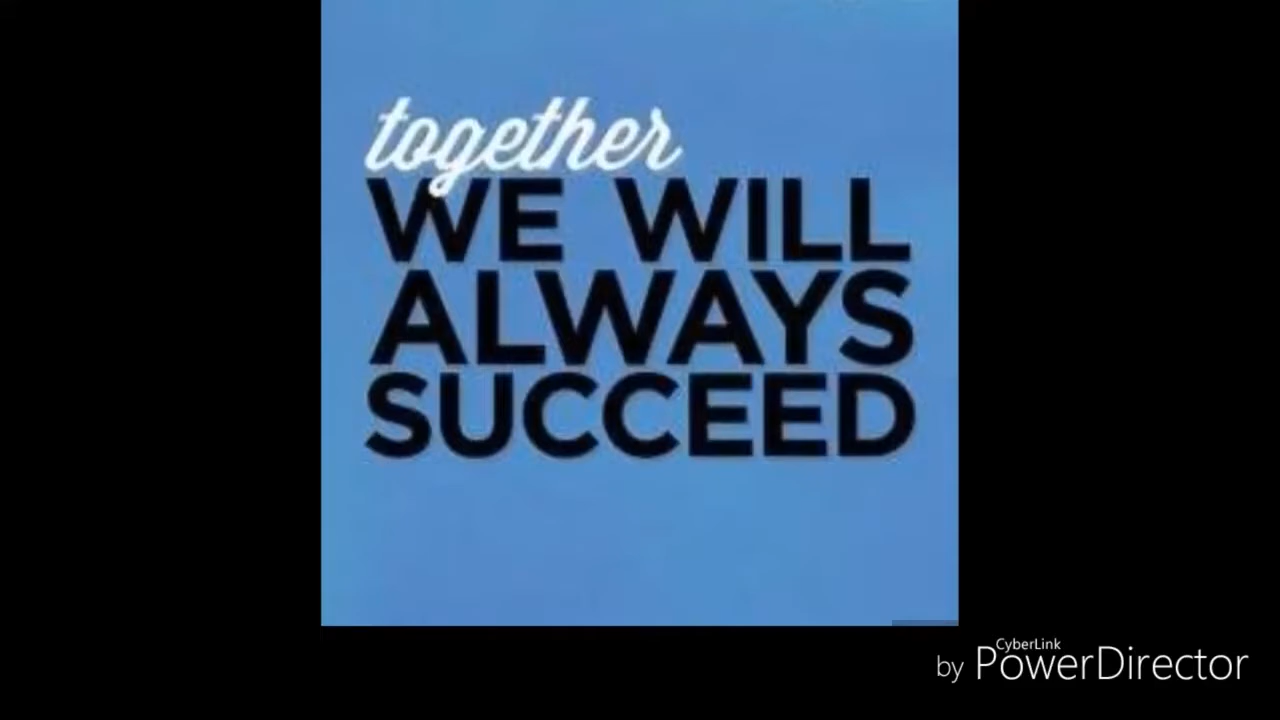 together
WE WILL
ALWAYS
SUCCEED
CyberLink
by PowerDirector